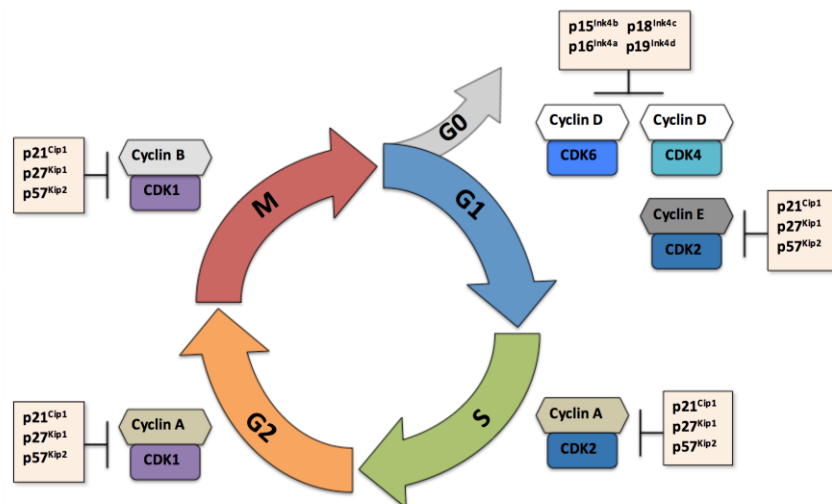 p15Ink4b p18Ink4c
p16Ink4a p19Ink4d
G0
Cyclin D
CDK6
Cyclin D
CDK4
p21Cip1
p27Kip1
p57Kip2
Cyclin B
CDK1
M
G1
Cyclin E
CDK2
p21Cip1
p27Kip1
p57Kip2
p21Cip1
p27Kip1
p57Kip2
Cyclin A
CDK1
G2
S
Cyclin A
CDK2
p21Cip1
p27Kip1
p57Kip2